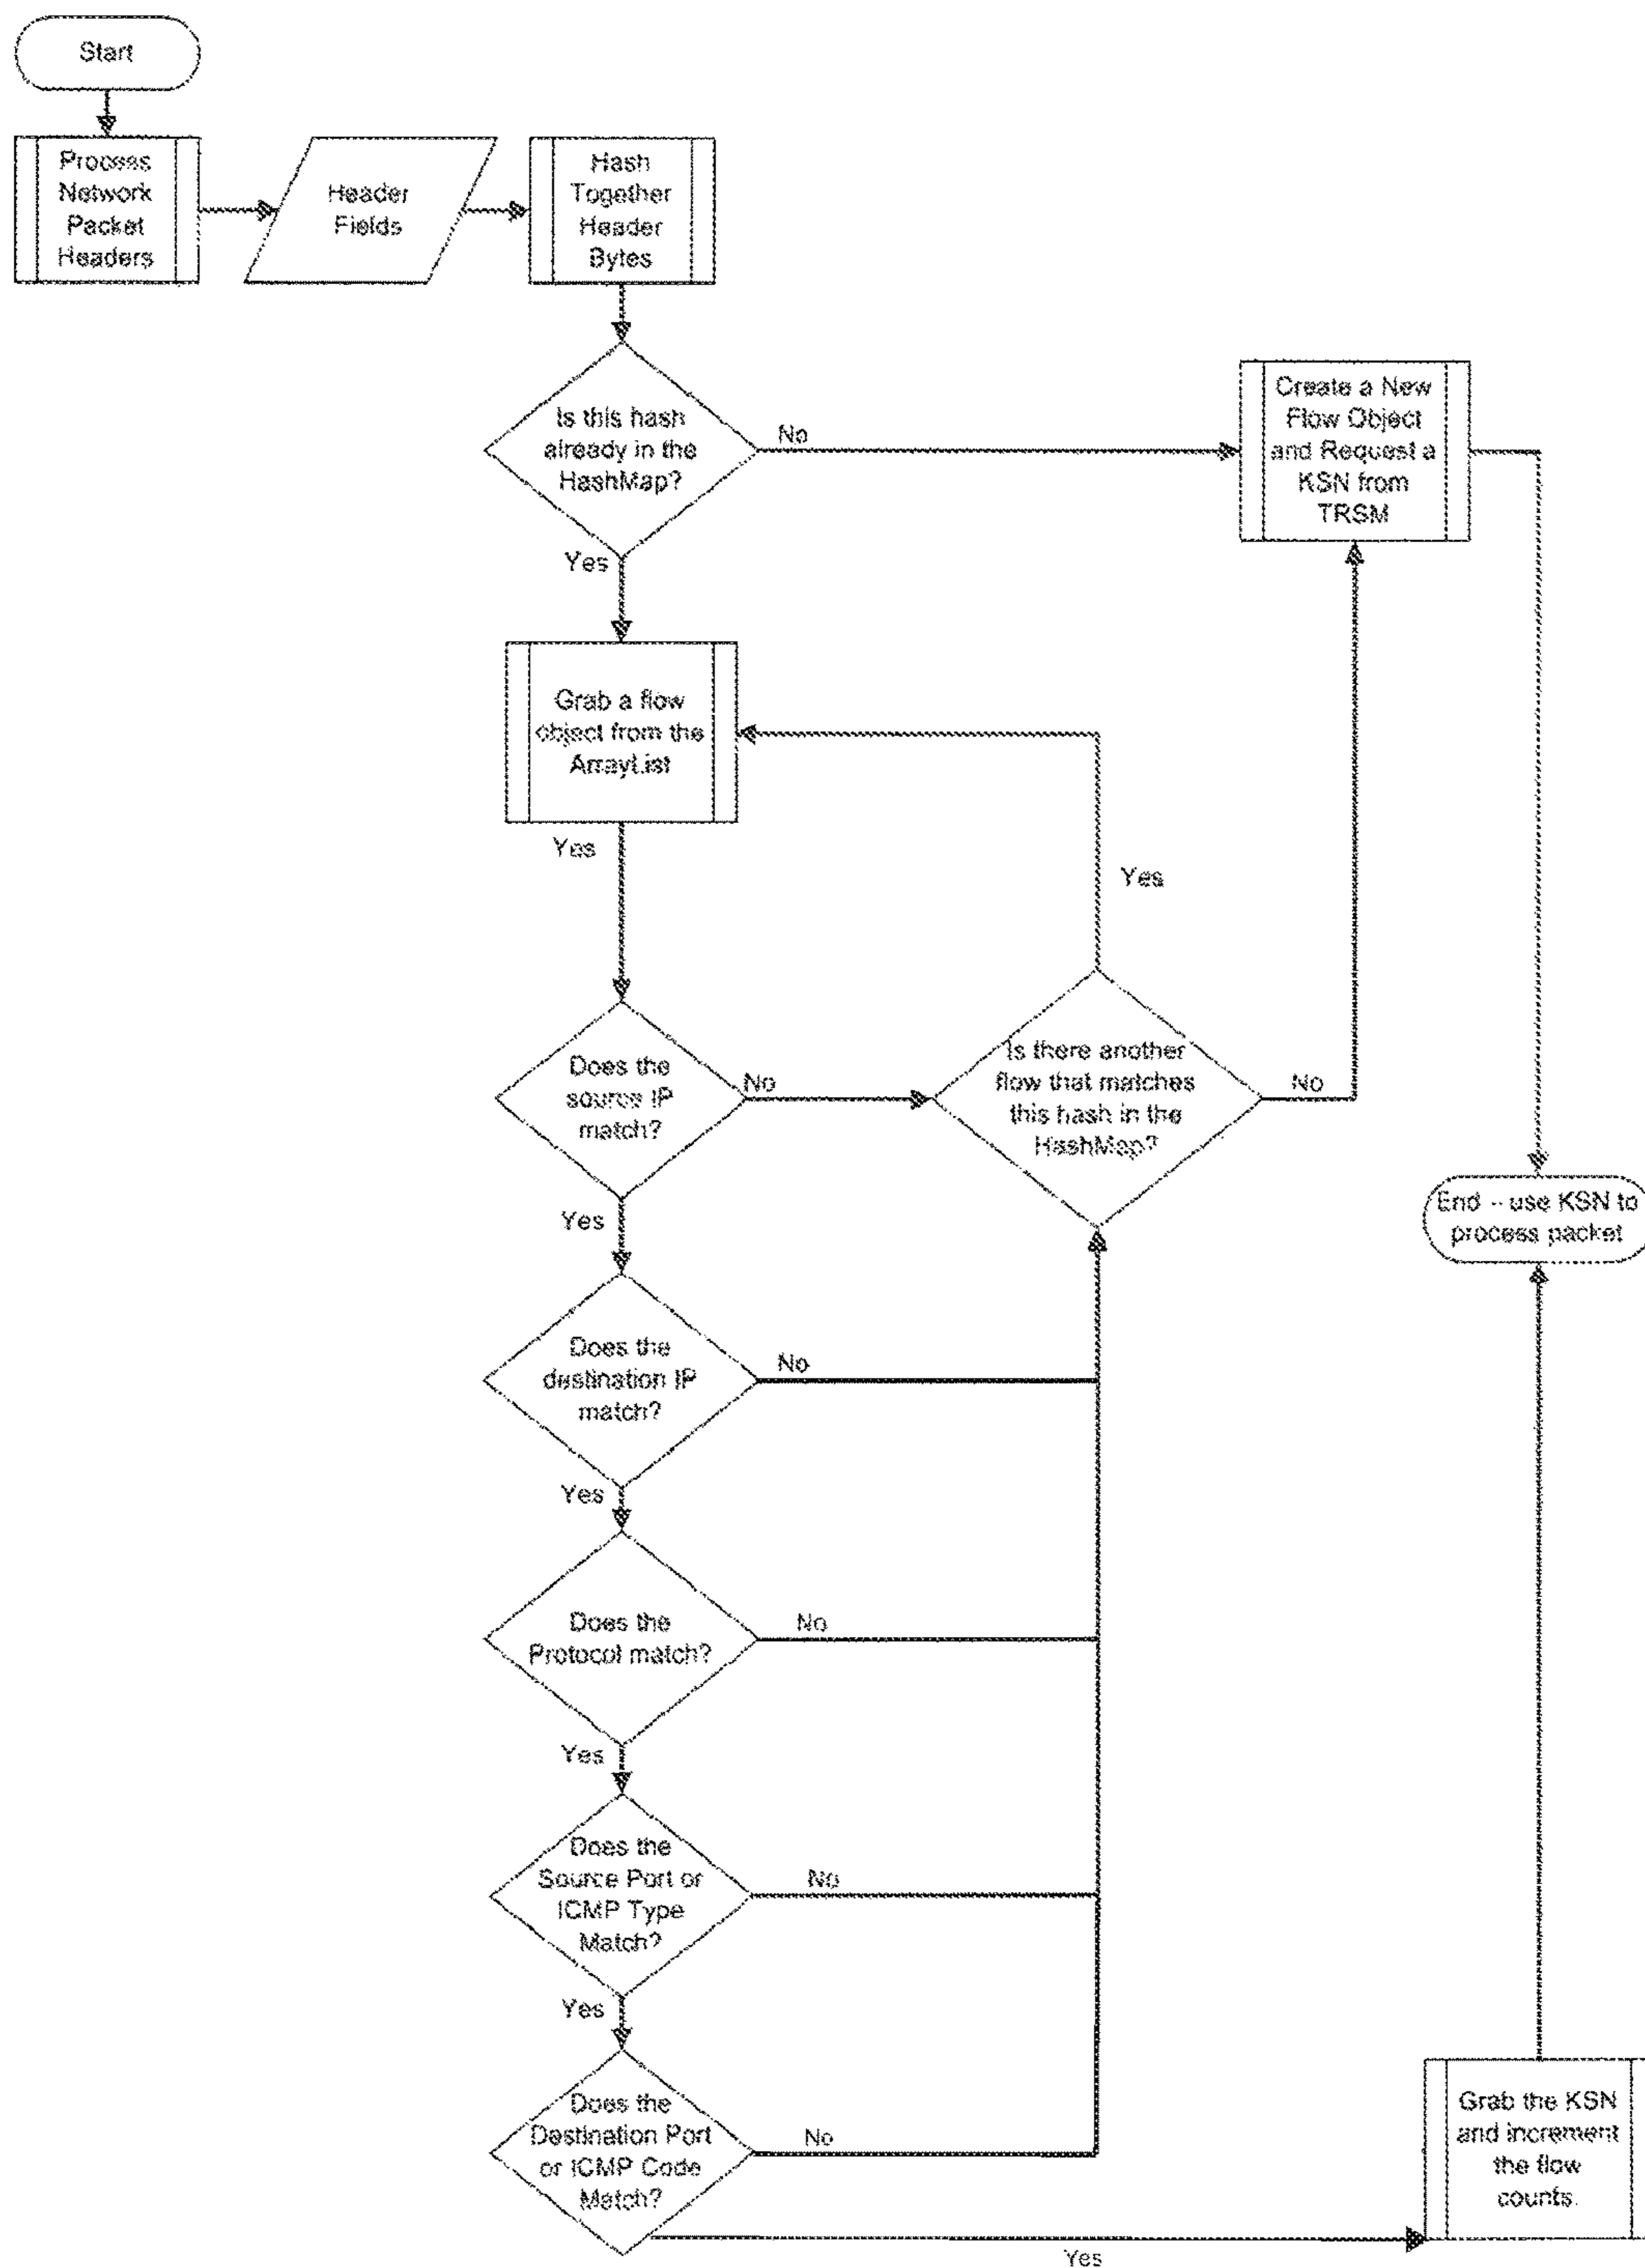 Start
Process
Network
Packet
Headers
Header
Fields
Hash
Together
Header
Bytes
Is this hash
already in the
HashMap?
No
Yes
Create a New
Flow Object
and Request a
KSN from
TRSM
Grab a flow
object from the
ArrayList
Yes
Yes
Does the
source IP
match?
No
Is there another
flow that matches
this hash in the
HashMap?
No
Yes
End -- use KSN to
process packet
Does the
destination IP
match?
No
Yes
Does the
Protocol match?
No
Yes
Does the
Source Port or
ICMP Type
Match?
No
Yes
Does the
Destination Port
or ICMP Code
Match?
No
Yes
Grab the KSN
and increment
the flow
counts.